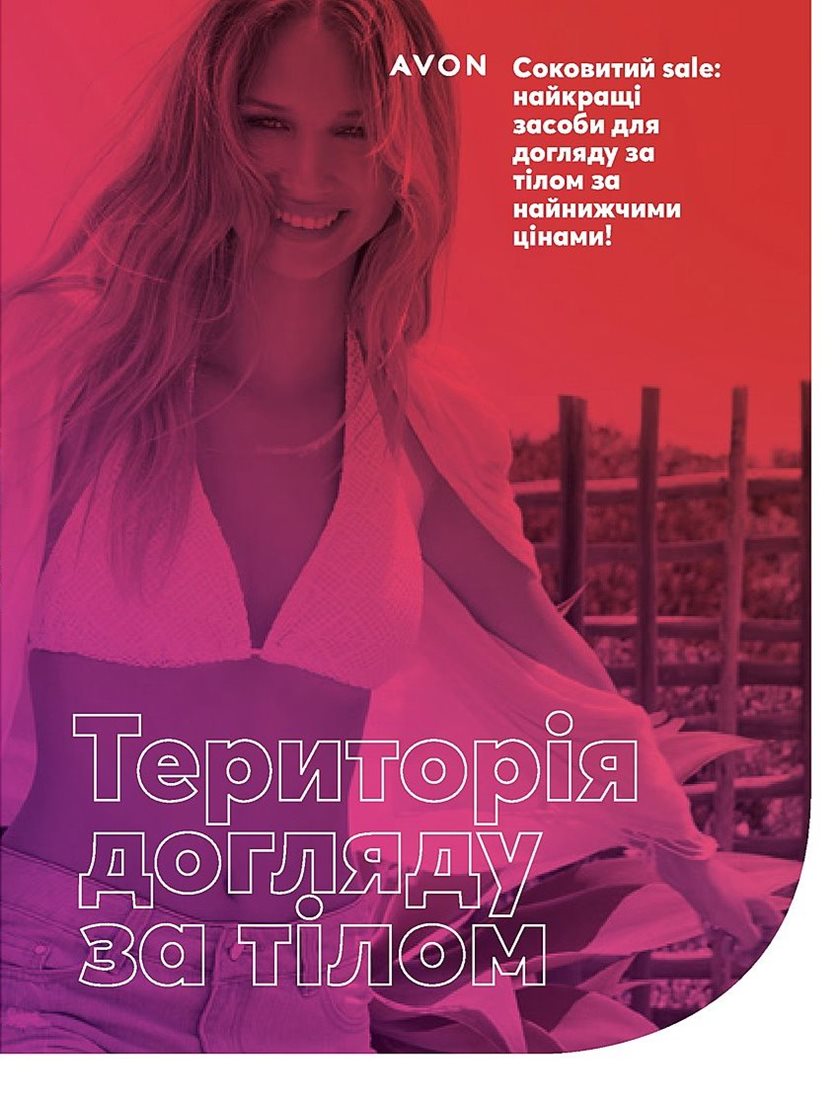 AVON
Соковитий sale:
найкращі
засоби для
догляду за
тілом за
найнижчими
цінами!
Територія
догляду
за тілом